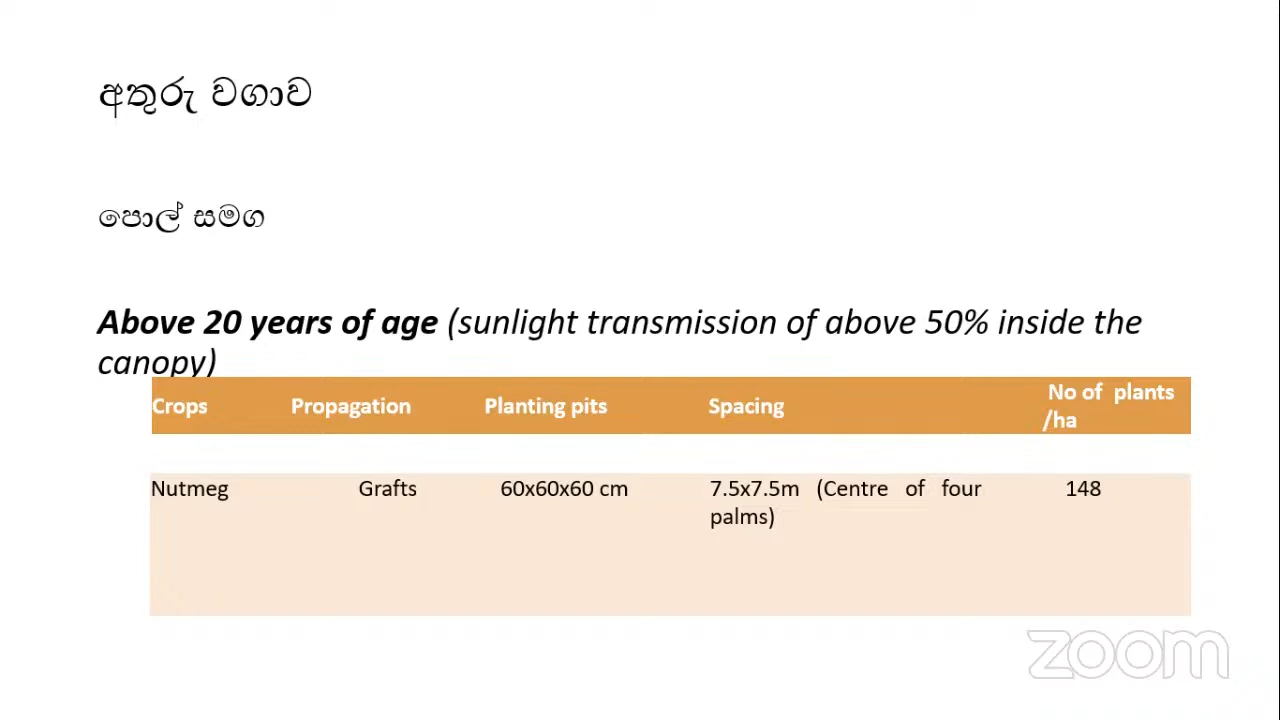 අතුරු වගාව
පොල් සමග
Above 20 years of age (sunlight transmission of above 50% inside the
canopy)
Crops Propagation Planting pits Spacing No of plants
/ha
Nutmeg Grafts 60x60x60 cm 7.5x7.5m (Centre of four 148
palms)
zoom